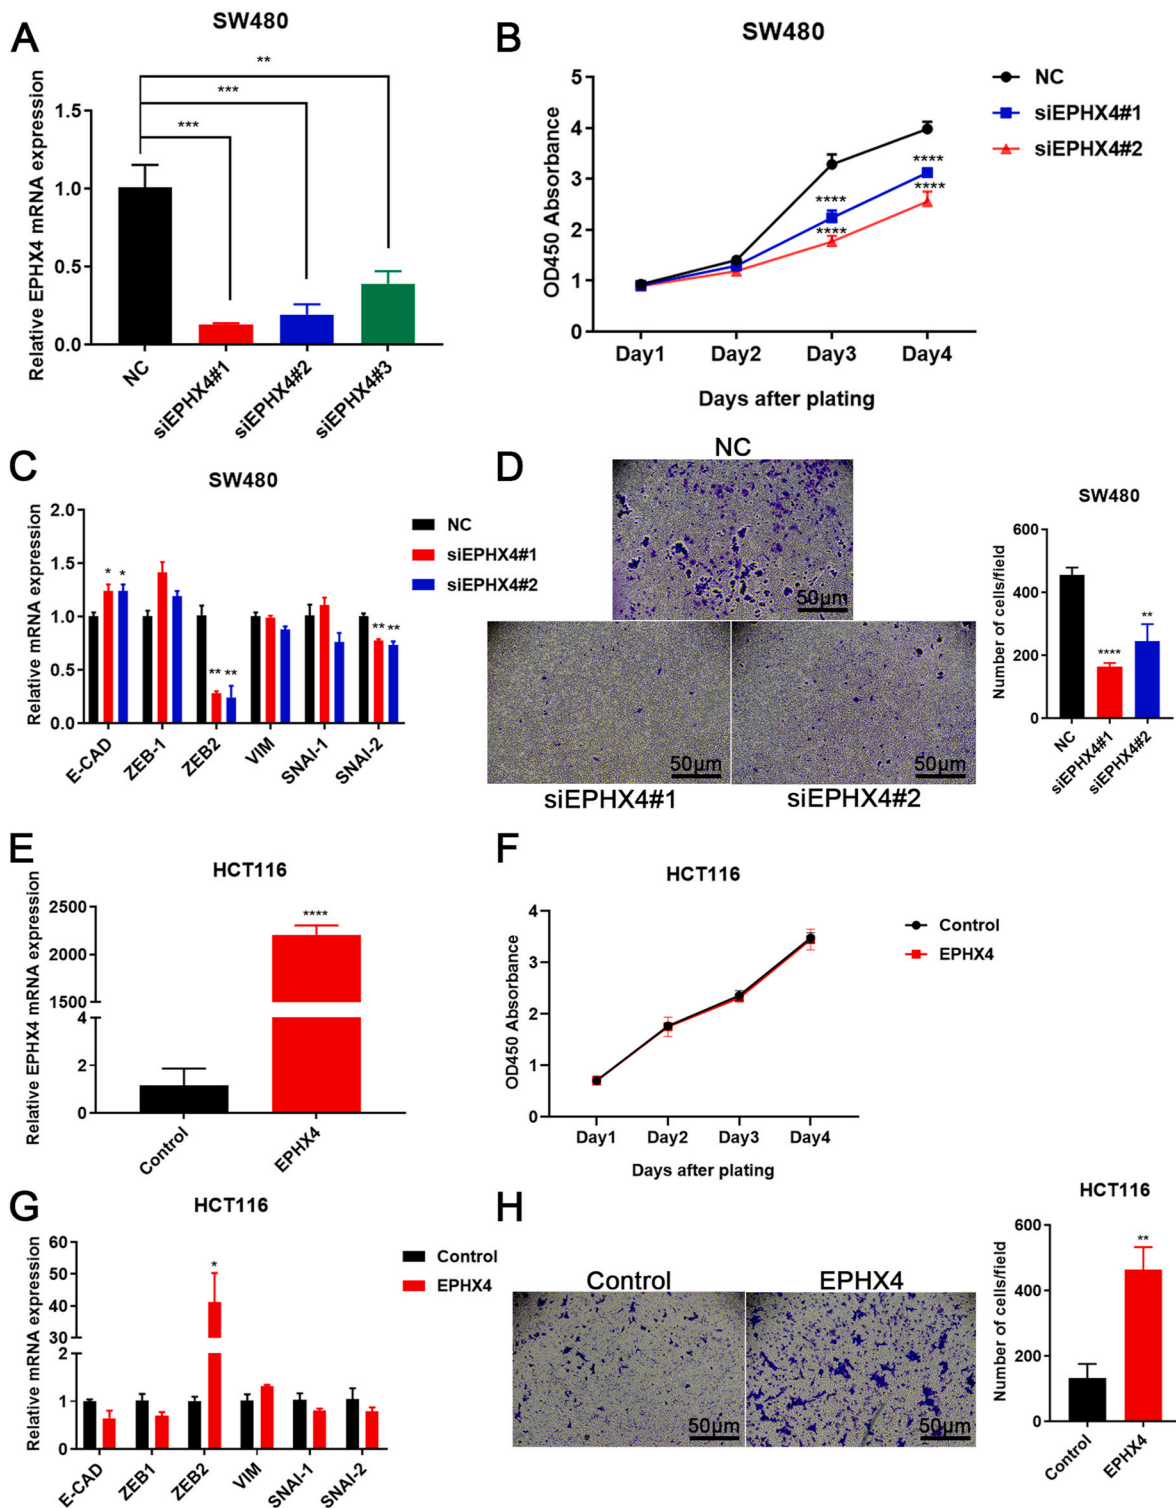 A
SW480
Relative EPHX4 mRNA expression
1.5
1.0
0.5
0.0
***
***
**
NC
siEPHX4#1
siEPHX4#2
siEPHX4#3
B
SW480
OD450 Absorbance
5
4
3
2
1
0
****
****
****
****
Day1 Day2 Day3 Day4
Days after plating
NC
siEPHX4#1
siEPHX4#2
C
SW480
Relative mRNA expression
2.0
1.5
1.0
0.5
0.0
* *
** **
** **
E-CAD
ZEB-1
ZEB2
VIM
SNAI-1
SNAI-2
NC
siEPHX4#1
siEPHX4#2
D
NC
50μm
50μm
50μm
siEPHX4#1
siEPHX4#2
SW480
Number of cells/field
600
400
200
0
****
**
NC
siEPHX4#1
siEPHX4#2
E
HCT116
Relative EPHX4 mRNA expression
2500
2000
1500
4
2
0
****
Control
EPHX4
F
HCT116
OD450 Absorbance
4
3
2
1
0
Day1 Day2 Day3 Day4
Days after plating
Control
EPHX4
G
HCT116
Relative mRNA expression
60
50
40
30
2
1
0
*
E-CAD
ZEB1
ZEB2
VIM
SNAI-1
SNAI-2
Control
EPHX4
H
Control
EPHX4
50μm
50μm
HCT116
Number of cells/field
600
400
200
0
**
Control
EPHX4